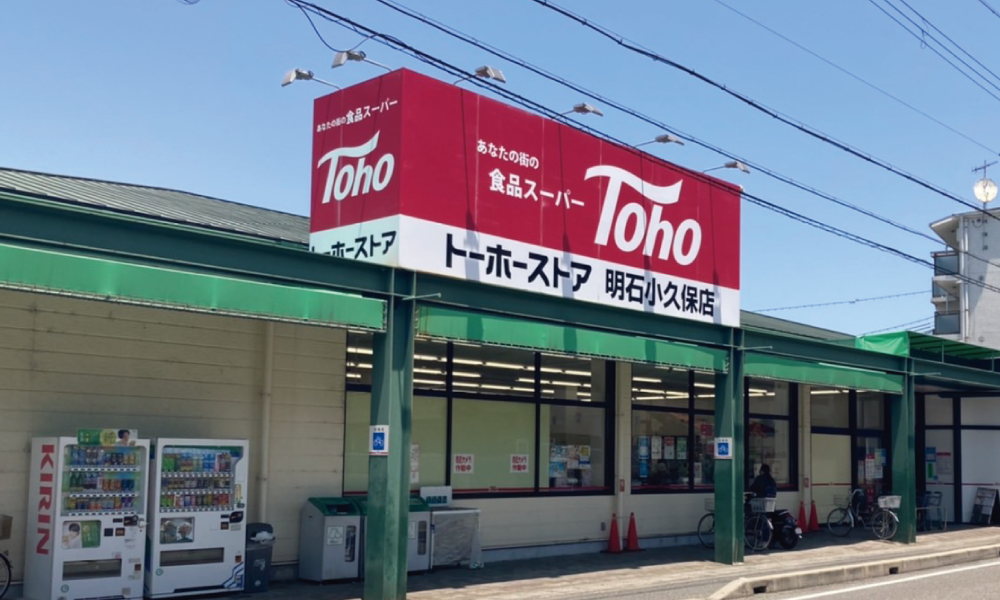 あなたの街の食品スーパー
Toho
トーホーストア
あなたの街の
食品スーパー
Toho
トーホーストア 明石小久保店
KIRIN